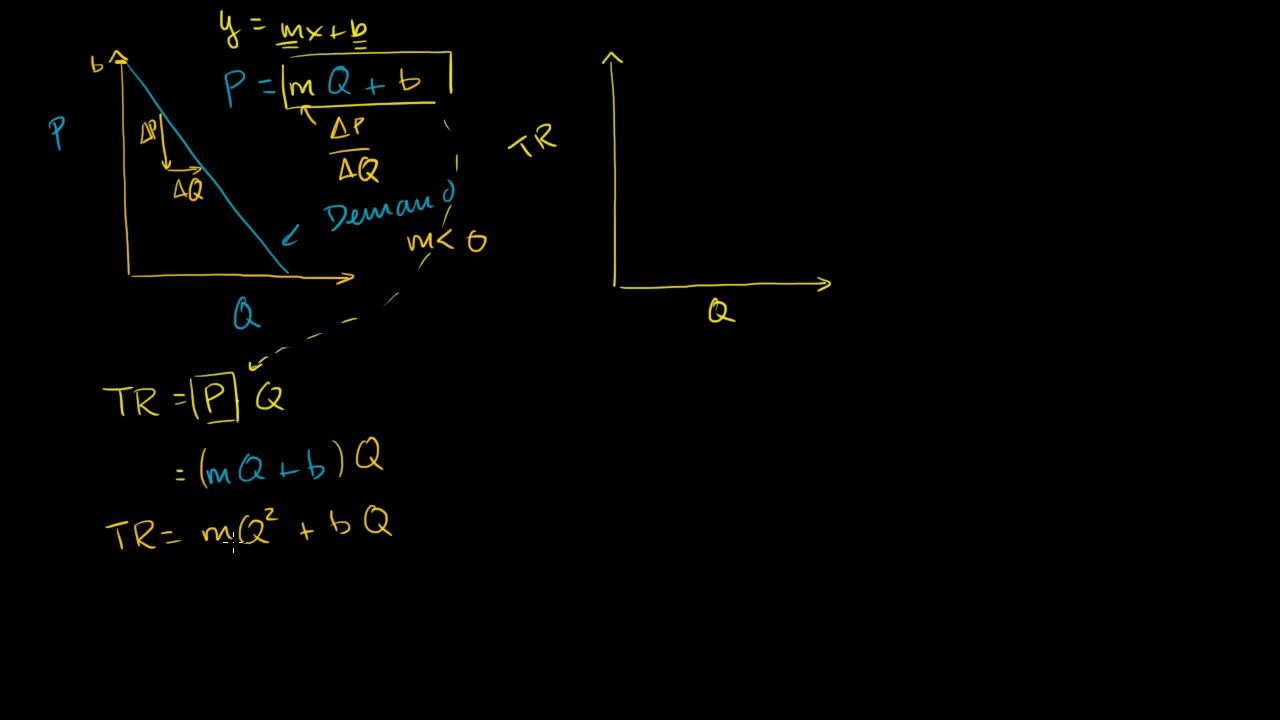 y = mx + b
b
P = mQ + b
P
ΔP
ΔQ
ΔP
ΔQ
Demand
m < 0
Q
TR
Q
TR = P Q
= (mQ + b) Q
TR = mQ² + bQ